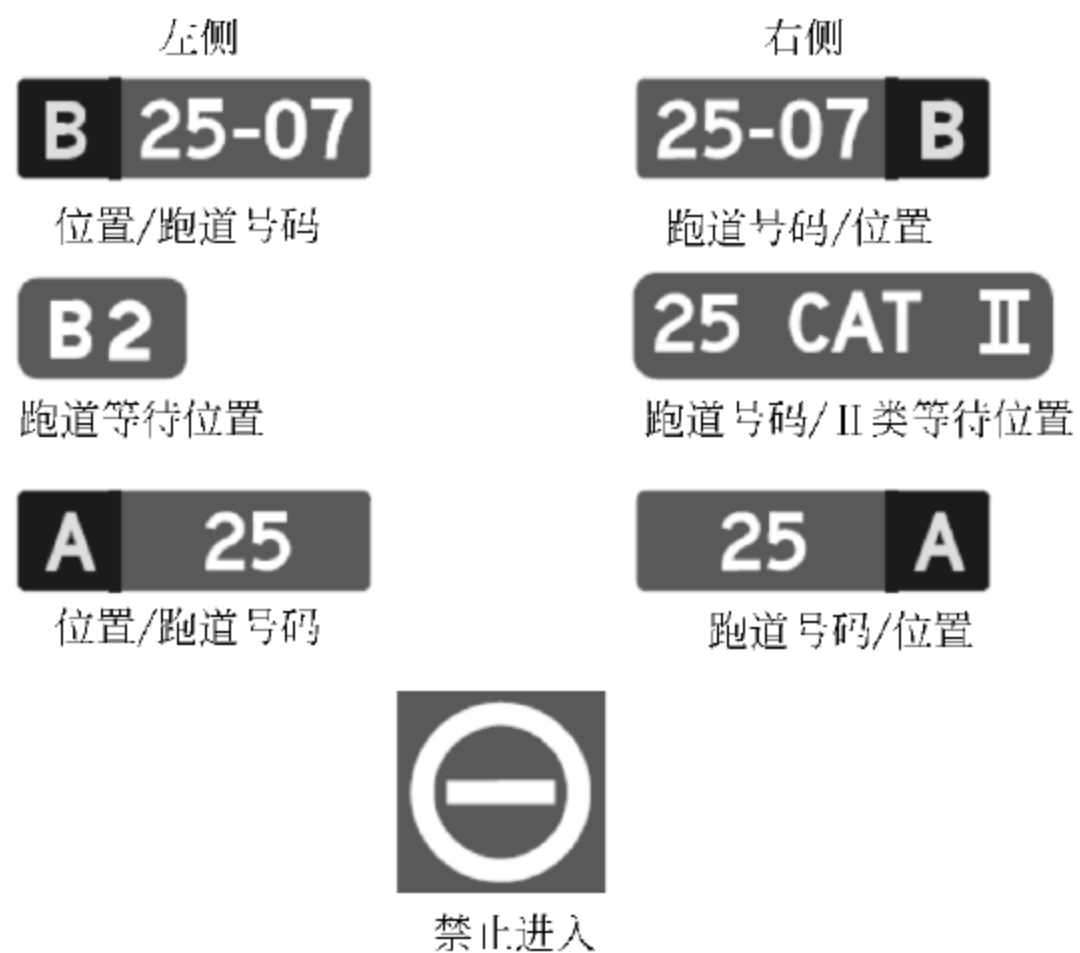 左侧
右侧
B 25-07
25-07 B
位置/跑道号码
跑道号码/位置
B2
25 CAT II
跑道等待位置
跑道号码/II类等待位置
A 25
25 A
位置/跑道号码
跑道号码/位置
禁止进入